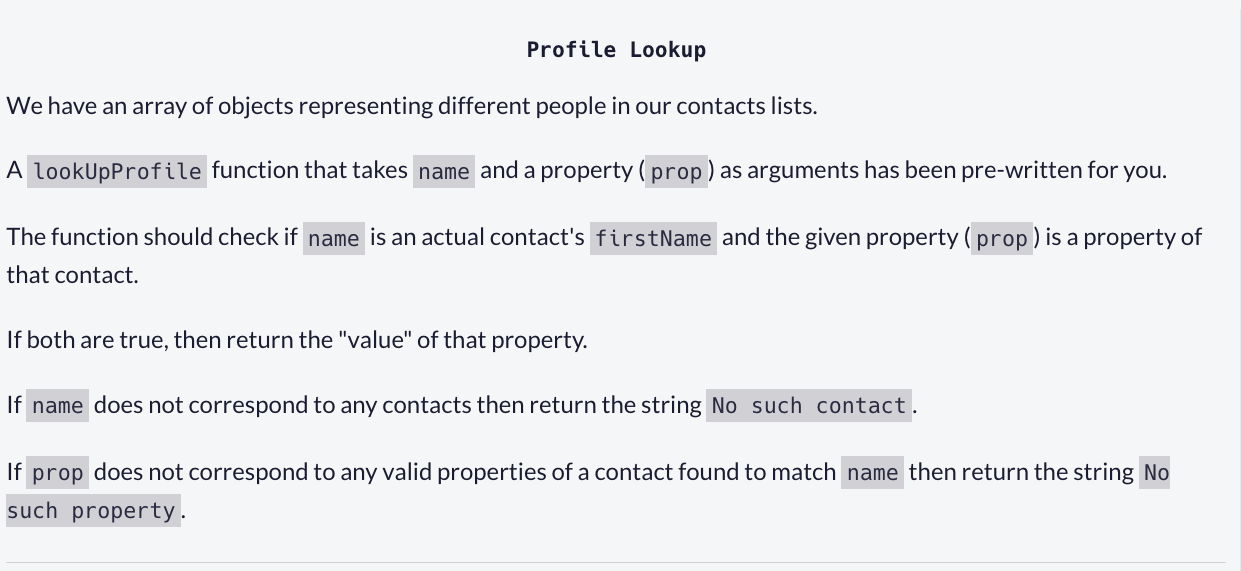 Profile Lookup
We have an array of objects representing different people in our contacts lists.
A lookUpProfile function that takes name and a property (prop) as arguments has been pre-written for you.
The function should check if name is an actual contact's firstName and the given property (prop) is a property of
that contact.
If both are true, then return the "value" of that property.
If name does not correspond to any contacts then return the string No such contact.
If prop does not correspond to any valid properties of a contact found to match name then return the string No
such property.